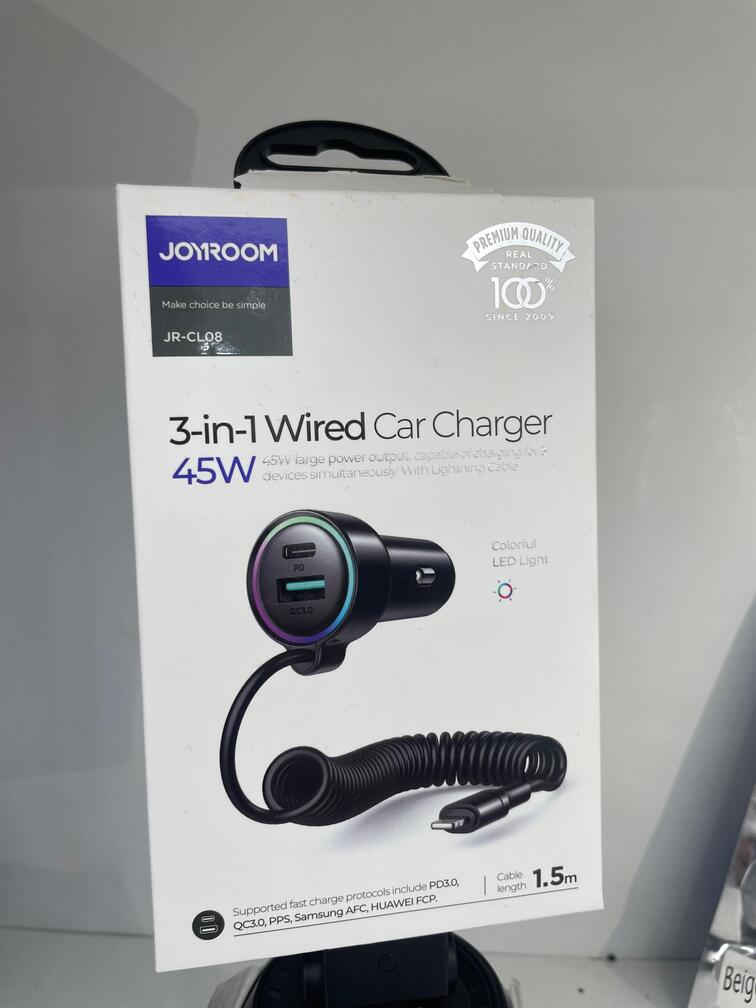 JOYROOM
Make choice be simple
JR-CL08
PREMIUM QUALITY
REAL
STANDARD
100%
SINCE 2009
3-in-1 Wired Car Charger
45W
45W large power output, capable of charging for 3
devices simultaneously. With Lightning Cable
PD
QC3.0
Colorful
LED Light
Supported fast charge protocols include PD3.0,
QC3.0, PPS, Samsung AFC, HUAWEI FCP.
Cable
length 1.5m